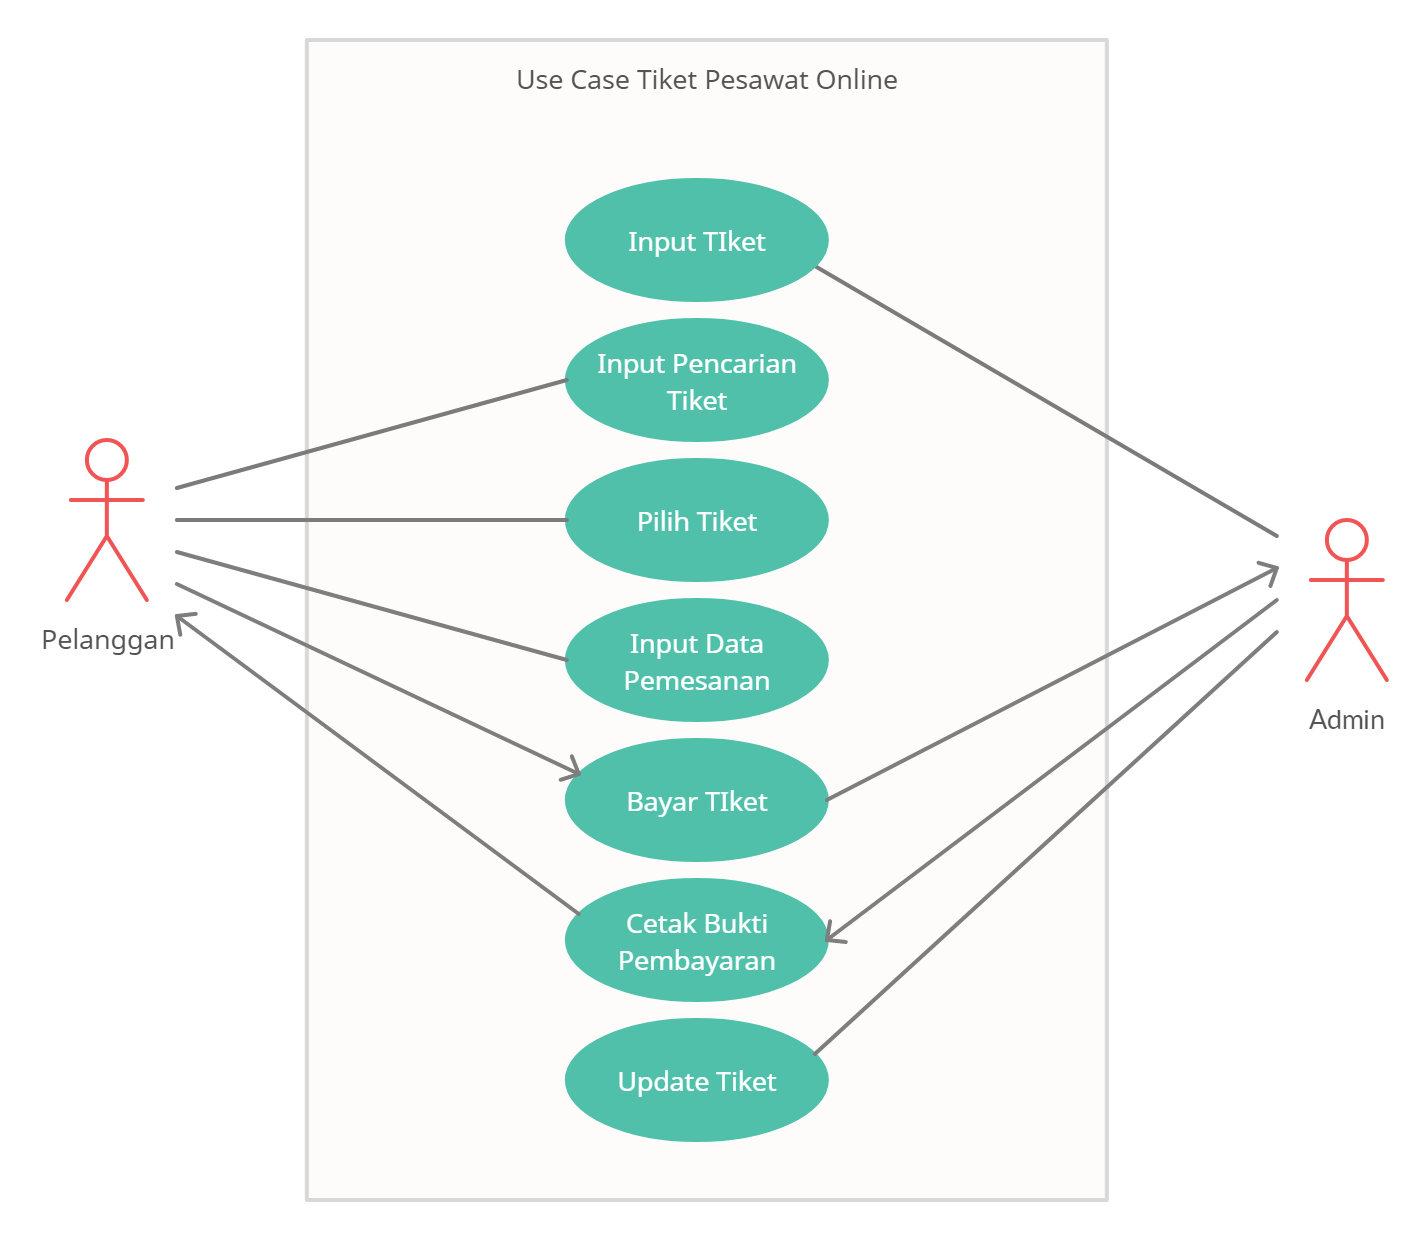 Use Case Tiket Pesawat Online
Input TIket
Input Pencarian
Tiket
Pilih Tiket
Input Data
Pemesanan
Bayar TIket
Cetak Bukti
Pembayaran
Update Tiket
Pelanggan
Admin